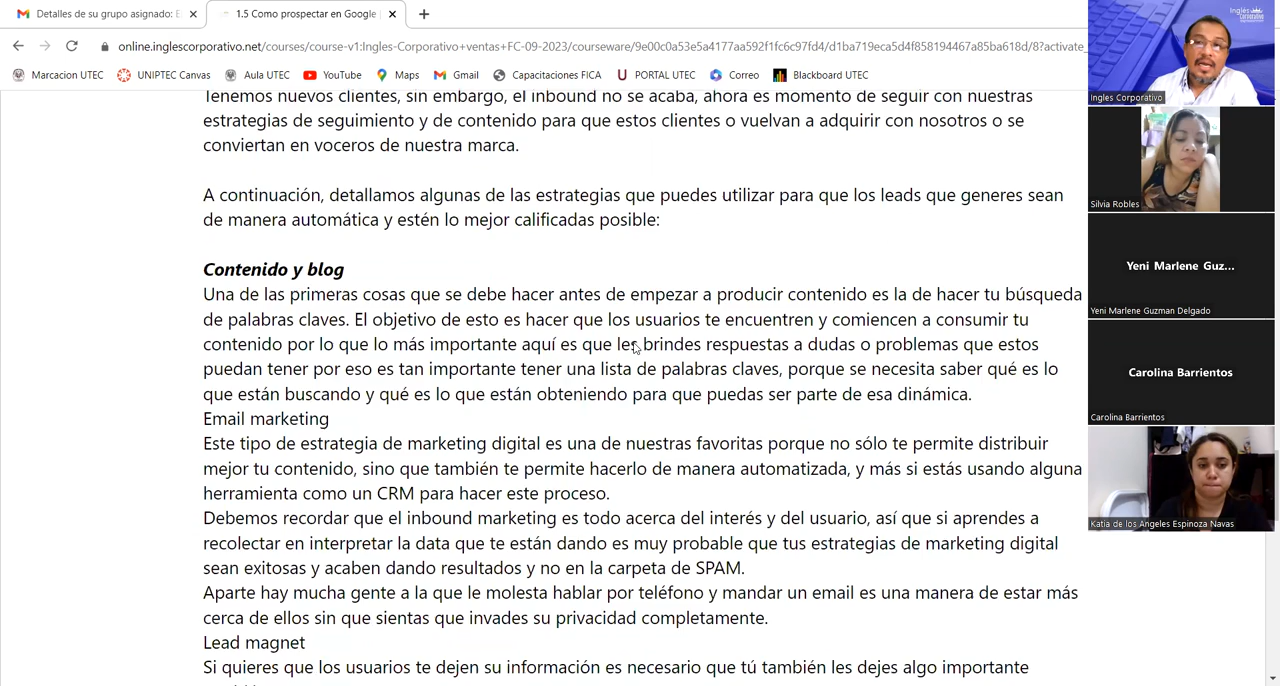 Detalles de su grupo asignado: E
1.5 Como prospectar en Google
online.inglescorporativo.net/courses/course-v1:Ingles-Corporativo+ventas+FC-09-2023/courseware/9e00c0a53e5a4177aa592f1fc6c97fd4/d1ba719eca5d4f858194467a85ba618d/8?activate_
Marcacion UTEC
UNIPTEC Canvas
Aula UTEC
YouTube
Maps
Gmail
Capacitaciones FICA
PORTAL UTEC
Correo
Blackboard UTEC
Tenemos nuevos clientes, sin embargo, el inbound no se acaba, ahora es momento de seguir con nuestras
estrategias de seguimiento y de contenido para que estos clientes o vuelvan a adquirir con nosotros o se
conviertan en voceros de nuestra marca.
A continuación, detallamos algunas de las estrategias que puedes utilizar para que los leads que generes sean
de manera automática y estén lo mejor calificadas posible:
Contenido y blog
Una de las primeras cosas que se debe hacer antes de empezar a producir contenido es la de hacer tu búsqueda
de palabras claves. El objetivo de esto es hacer que los usuarios te encuentren y comiencen a consumir tu
contenido por lo que lo más importante aquí es que les brindes respuestas a dudas o problemas que estos
puedan tener por eso es tan importante tener una lista de palabras claves, porque se necesita saber qué es lo
que están buscando y qué es lo que están obteniendo para que puedas ser parte de esa dinámica.
Email marketing
Este tipo de estrategia de marketing digital es una de nuestras favoritas porque no sólo te permite distribuir
mejor tu contenido, sino que también te permite hacerlo de manera automatizada, y más si estás usando alguna
herramienta como un CRM para hacer este proceso.
Debemos recordar que el inbound marketing es todo acerca del interés y del usuario, así que si aprendes a
recolectar en interpretar la data que te están dando es muy probable que tus estrategias de marketing digital
sean exitosas y acaben dando resultados y no en la carpeta de SPAM.
Aparte hay mucha gente a la que le molesta hablar por teléfono y mandar un email es una manera de estar más
cerca de ellos sin que sientas que invades su privacidad completamente.
Lead magnet
Si quieres que los usuarios te dejen su información es necesario que tú también les dejes algo importante
Inglés
Corporativo
Ingles Corporativo
Silvia Robles
Yeni Marlene Guz...
Yeni Marlene Guzman Delgado
Carolina Barrientos
Carolina Barrientos
Katia de los Angeles Espinoza Navas